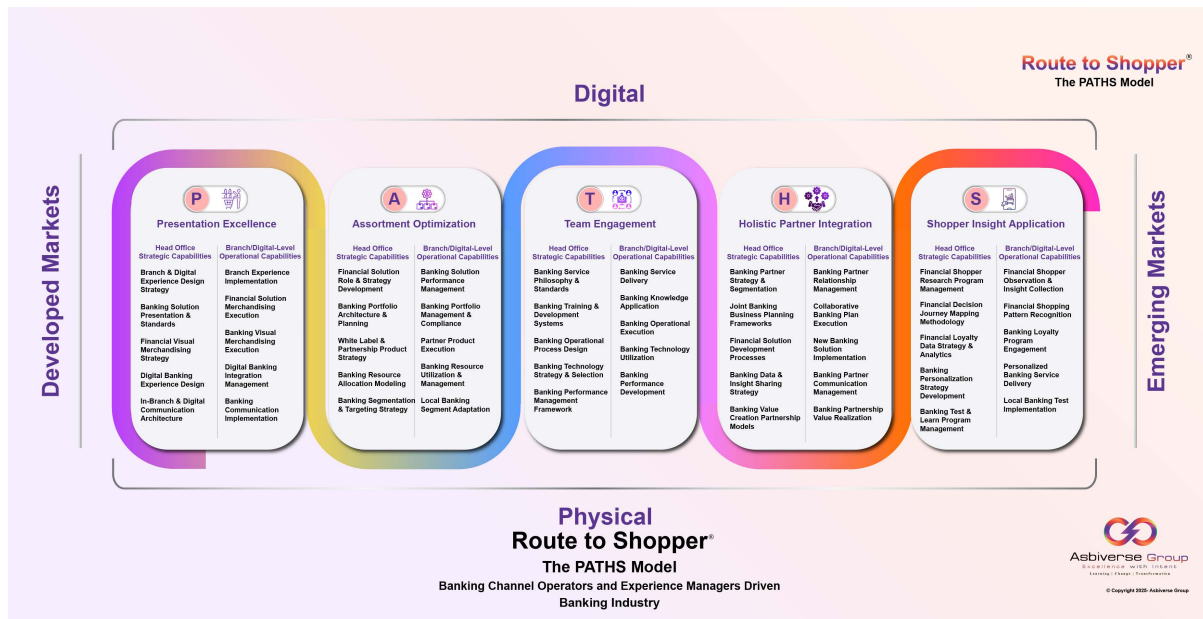 Route to Shopper®
The PATHS Model
Digital
Developed Markets
Emerging Markets
P
Presentation Excellence
Head Office
Strategic Capabilities
Branch & Digital
Experience Design
Strategy
Banking Solution
Presentation &
Standards
Financial Visual
Merchandising
Strategy
Digital Banking
Experience Design
In-Branch & Digital
Communication
Architecture
Branch/Digital-Level
Operational Capabilities
Branch Experience
Implementation
Financial Solution
Merchandising
Execution
Banking Visual
Merchandising
Execution
Digital Banking
Integration
Management
Banking
Communication
Implementation
A
Assortment Optimization
Head Office
Strategic Capabilities
Financial Solution
Role & Strategy
Development
Banking Portfolio
Architecture &
Planning
White Label &
Partnership Product
Strategy
Banking Resource
Allocation Modeling
Banking Segmentation
& Targeting Strategy
Branch/Digital-Level
Operational Capabilities
Banking Solution
Performance
Management
Banking Portfolio
Management &
Compliance
Partner Product
Execution
Banking Resource
Utilization &
Management
Local Banking
Segment Adaptation
T
Team Engagement
Head Office
Strategic Capabilities
Banking Service
Philosophy &
Standards
Banking Training &
Development
Systems
Banking Operational
Process Design
Banking Technology
Strategy & Selection
Banking Performance
Management
Framework
Branch/Digital-Level
Operational Capabilities
Banking Service
Delivery
Banking Knowledge
Application
Banking Operational
Execution
Banking Technology
Utilization
Banking
Performance
Development
H
Holistic Partner Integration
Head Office
Strategic Capabilities
Banking Partner
Strategy &
Segmentation
Joint Banking
Business Planning
Frameworks
Financial Solution
Development
Processes
Banking Data &
Insight Sharing
Strategy
Banking Value
Creation Partnership
Models
Branch/Digital-Level
Operational Capabilities
Banking Partner
Relationship
Management
Collaborative
Banking Plan
Execution
New Banking
Solution
Implementation
Banking Partner
Communication
Management
Banking Partnership
Value Realization
S
Shopper Insight Application
Head Office
Strategic Capabilities
Financial Shopper
Research Program
Management
Financial Decision
Journey Mapping
Methodology
Financial Loyalty
Data Strategy &
Analytics
Banking
Personalization
Strategy
Development
Banking Test &
Learn Program
Management
Branch/Digital-Level
Operational Capabilities
Financial Shopper
Observation &
Insight Collection
Financial Shopping
Pattern Recognition
Banking Loyalty
Program
Engagement
Personalized
Banking Service
Delivery
Local Banking Test
Implementation
Physical
Route to Shopper®
The PATHS Model
Banking Channel Operators and Experience Managers Driven
Banking Industry
Asbiverse Group
Excellence with Intent
Learning | Change | Transformation
© Copyright 2025- Asbiverse Group